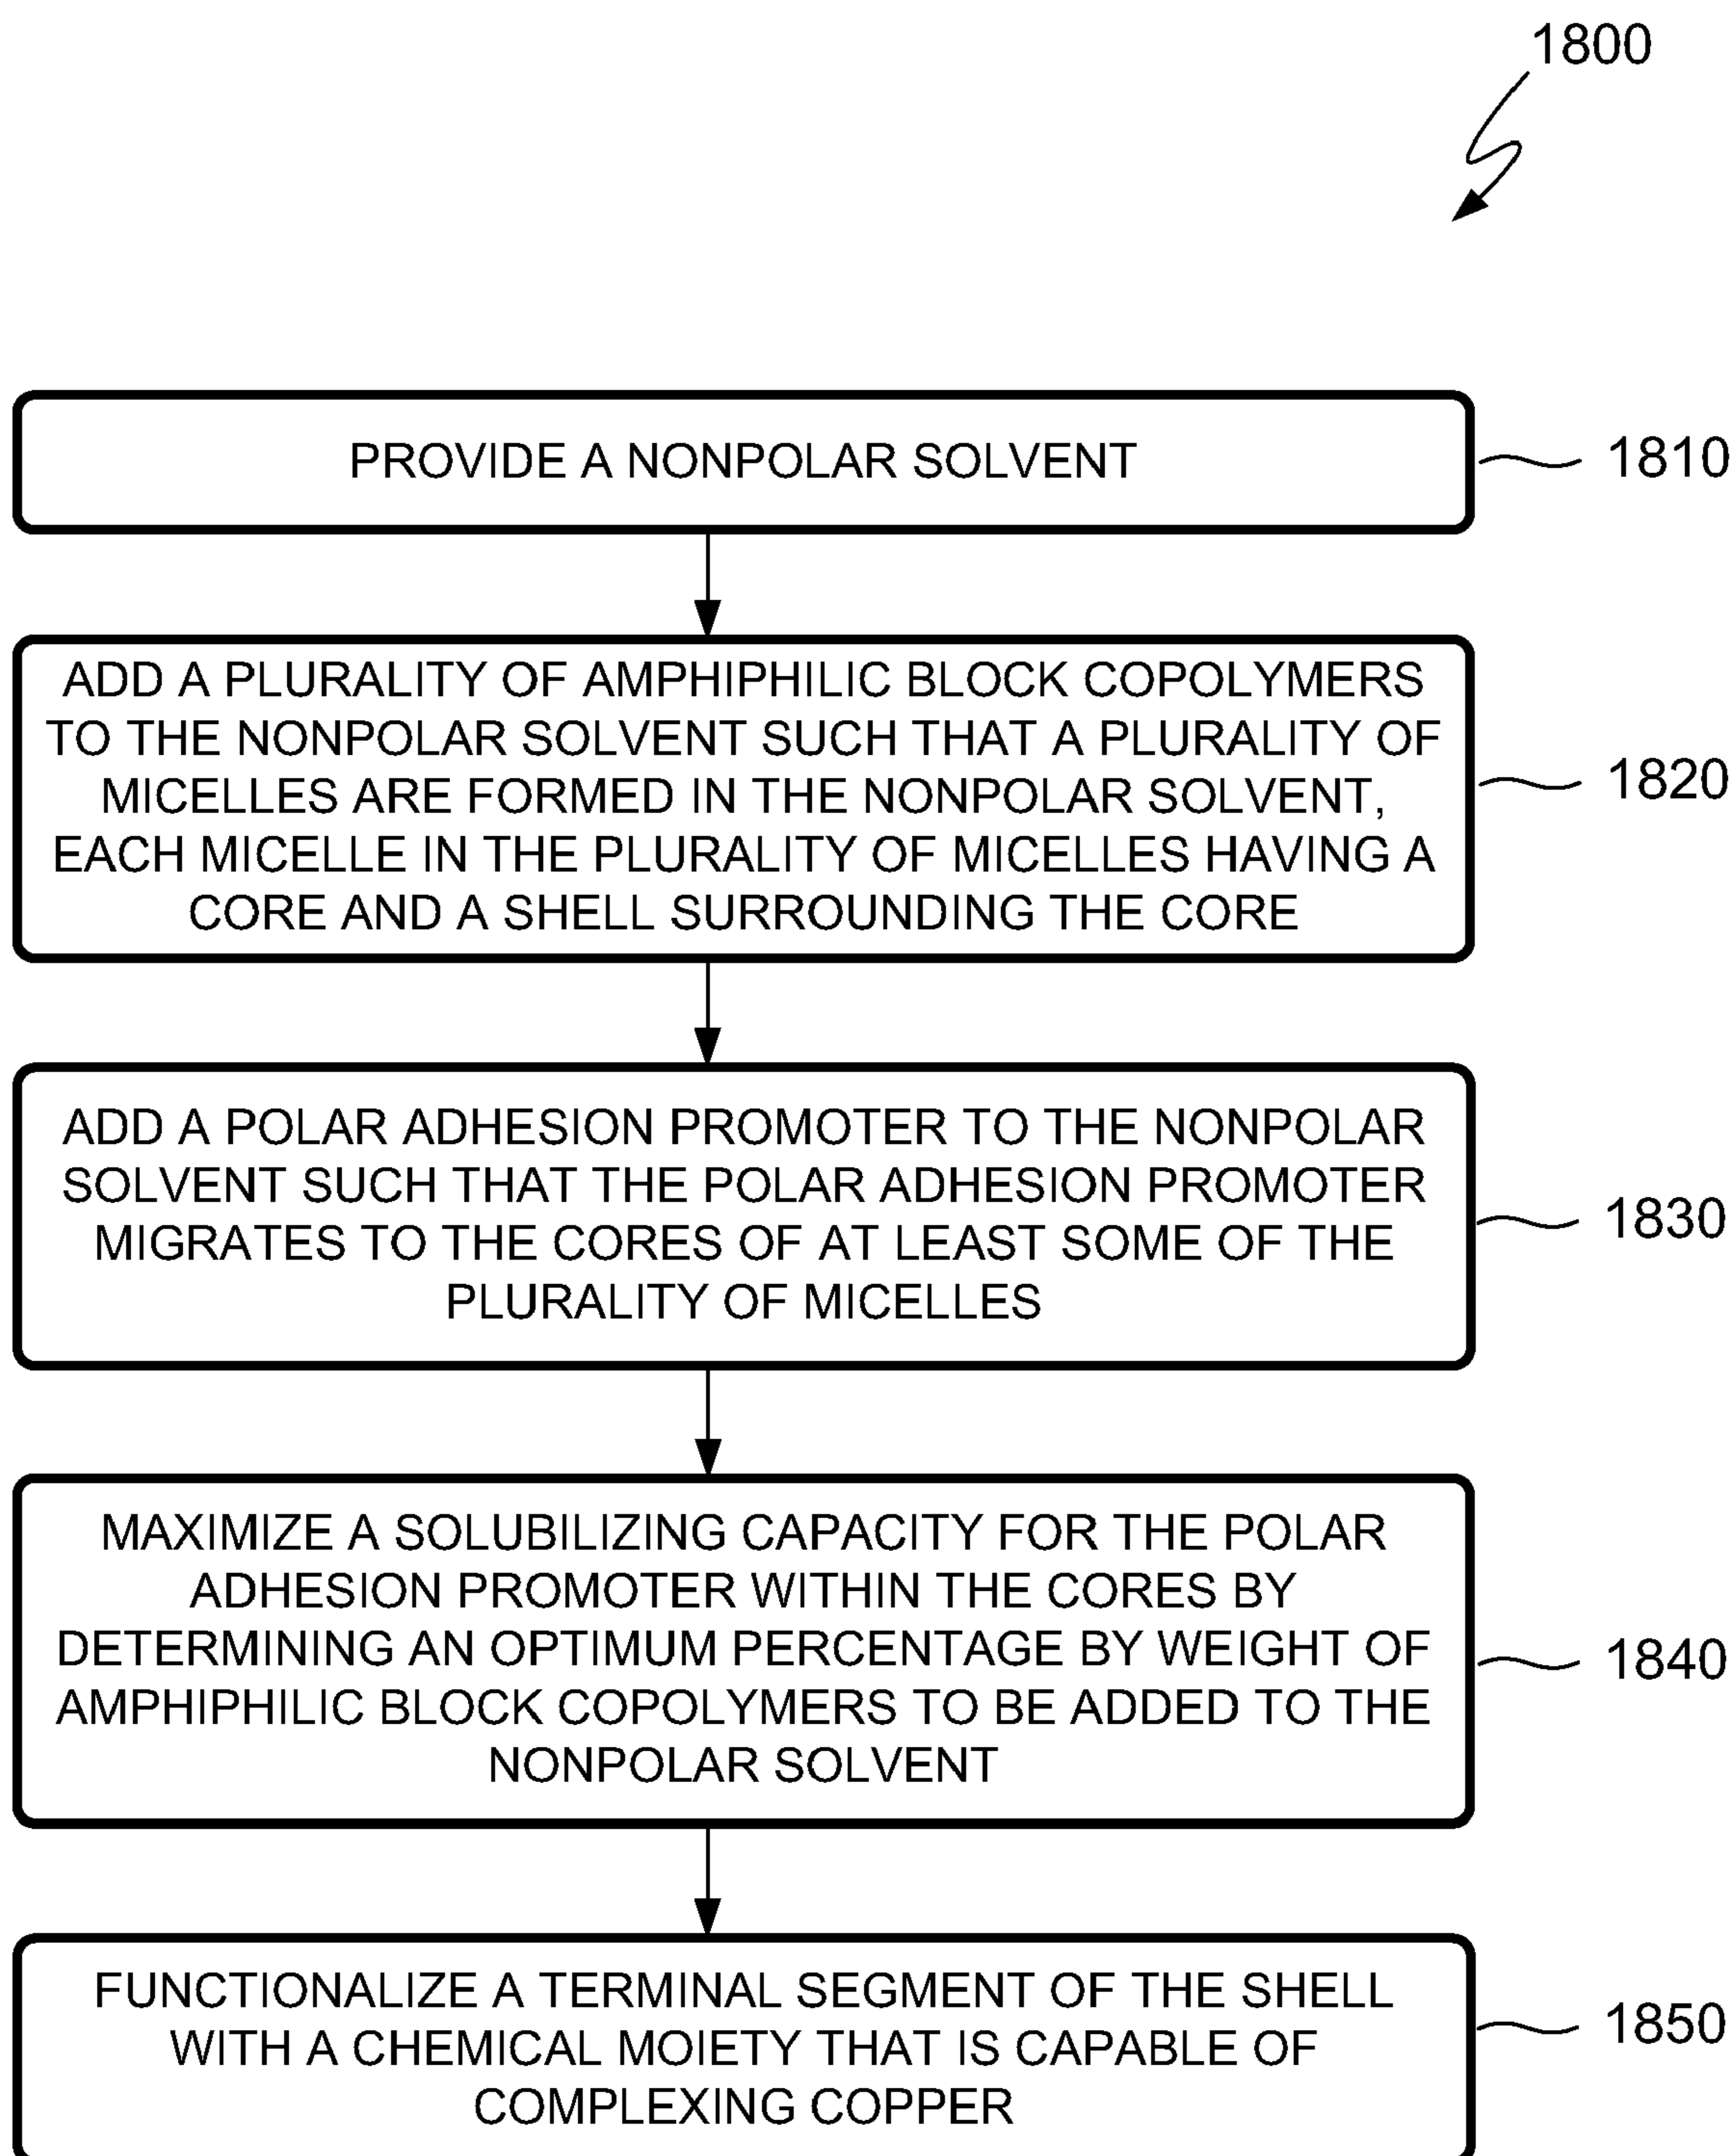 1800
PROVIDE A NONPOLAR SOLVENT
1810
ADD A PLURALITY OF AMPHIPHILIC BLOCK COPOLYMERS
TO THE NONPOLAR SOLVENT SUCH THAT A PLURALITY OF
MICELLES ARE FORMED IN THE NONPOLAR SOLVENT,
EACH MICELLE IN THE PLURALITY OF MICELLES HAVING A
CORE AND A SHELL SURROUNDING THE CORE
1820
ADD A POLAR ADHESION PROMOTER TO THE NONPOLAR
SOLVENT SUCH THAT THE POLAR ADHESION PROMOTER
MIGRATES TO THE CORES OF AT LEAST SOME OF THE
PLURALITY OF MICELLES
1830
MAXIMIZE A SOLUBILIZING CAPACITY FOR THE POLAR
ADHESION PROMOTER WITHIN THE CORES BY
DETERMINING AN OPTIMUM PERCENTAGE BY WEIGHT OF
AMPHIPHILIC BLOCK COPOLYMERS TO BE ADDED TO THE
NONPOLAR SOLVENT
1840
FUNCTIONALIZE A TERMINAL SEGMENT OF THE SHELL
WITH A CHEMICAL MOIETY THAT IS CAPABLE OF
COMPLEXING COPPER
1850